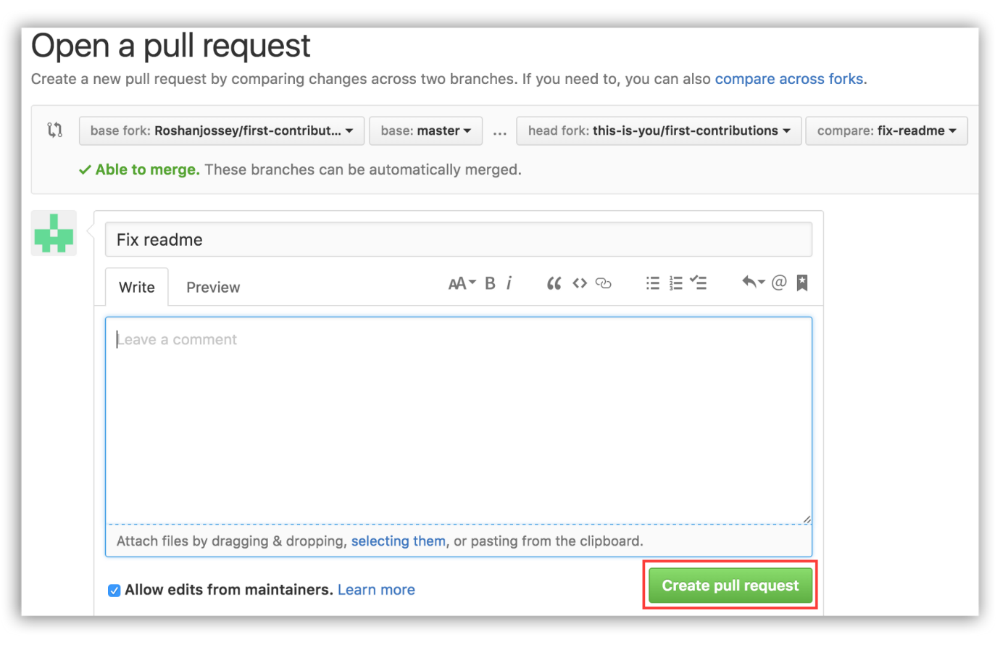 Open a pull request
Create a new pull request by comparing changes across two branches. If you need to, you can also compare across forks.
base fork: Roshanjossey/first-contribut... base: master ... head fork: this-is-you/first-contributions compare: fix-readme
Able to merge. These branches can be automatically merged.
Fix readme
Write Preview AA B i
Leave a comment
Attach files by dragging & dropping, selecting them, or pasting from the clipboard.
Allow edits from maintainers. Learn more
Create pull request